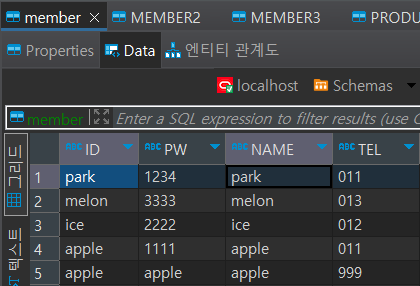 member MEMBER2 MEMBER3 PRODU
Properties Data 엔티티 관계도
localhost Schemas
member Enter a SQL expression to filter results (use C
그리드
ID PW NAME TEL
1 park 1234 park 011
2 melon 3333 melon 013
3 ice 2222 ice 012
4 apple 1111 apple 011
5 apple apple apple 999
텍스트